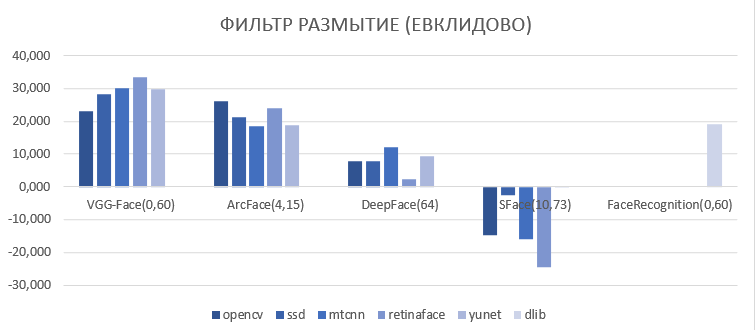 ФИЛЬТР РАЗМЫТИЕ (ЕВКЛИДОВО)
40,000
30,000
20,000
10,000
0,000
-10,000
-20,000
-30,000
VGG-Face(0,60) ArcFace(4,15) DeepFace(64) SFace(10,73) FaceRecognition(0,60)
opencv ssd mtcnn retinaface yunet dlib